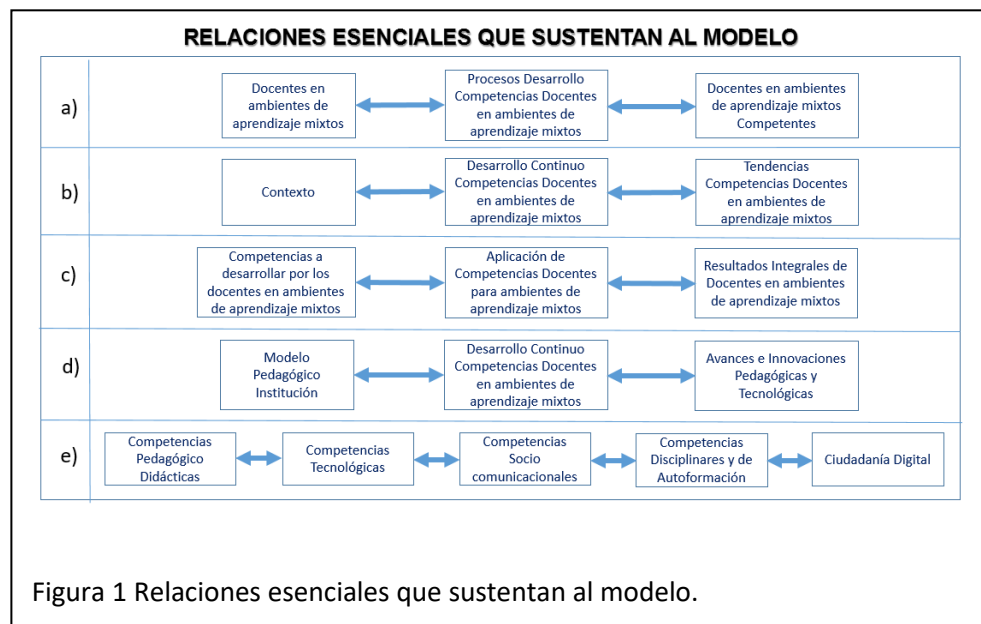 RELACIONES ESENCIALES QUE SUSTENTAN AL MODELO
a)
Docentes en
ambientes de
aprendizaje mixtos
Procesos Desarrollo
Competencias Docentes
en ambientes de
aprendizaje mixtos
Docentes en ambientes
de aprendizaje mixtos
Competentes
b)
Contexto
Desarrollo Continuo
Competencias Docentes
en ambientes de
aprendizaje mixtos
Tendencias
Competencias Docentes
en ambientes de
aprendizaje mixtos
c)
Competencias a
desarrollar por los
docentes en ambientes
de aprendizaje mixtos
Aplicación de
Competencias Docentes
para ambientes de
aprendizaje mixtos
Resultados Integrales de
Docentes en ambientes
de aprendizaje mixtos
d)
Modelo
Pedagógico
Institución
Desarrollo Continuo
Competencias Docentes
en ambientes de
aprendizaje mixtos
Avances e Innovaciones
Pedagógicas y
Tecnológicas
e)
Competencias
Pedagógico
Didácticas
Competencias
Tecnológicas
Competencias
Socio
comunicacionales
Competencias
Disciplinares y de
Autoformación
Ciudadanía Digital
Figura 1 Relaciones esenciales que sustentan al modelo.